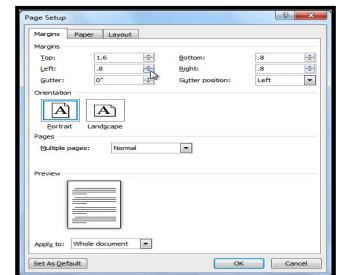 Page Setup
Margins Paper Layout
Margins
Top: 1.6 Bottom: .8
Left: .8 Right: .8
Gutter: 0" Gutter position: Left
Orientation
A A
Portrait Landscape
Pages
Multiple pages: Normal
Preview
Apply to: Whole document
Set As Default OK Cancel